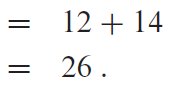 = 12 + 14
= 26 .